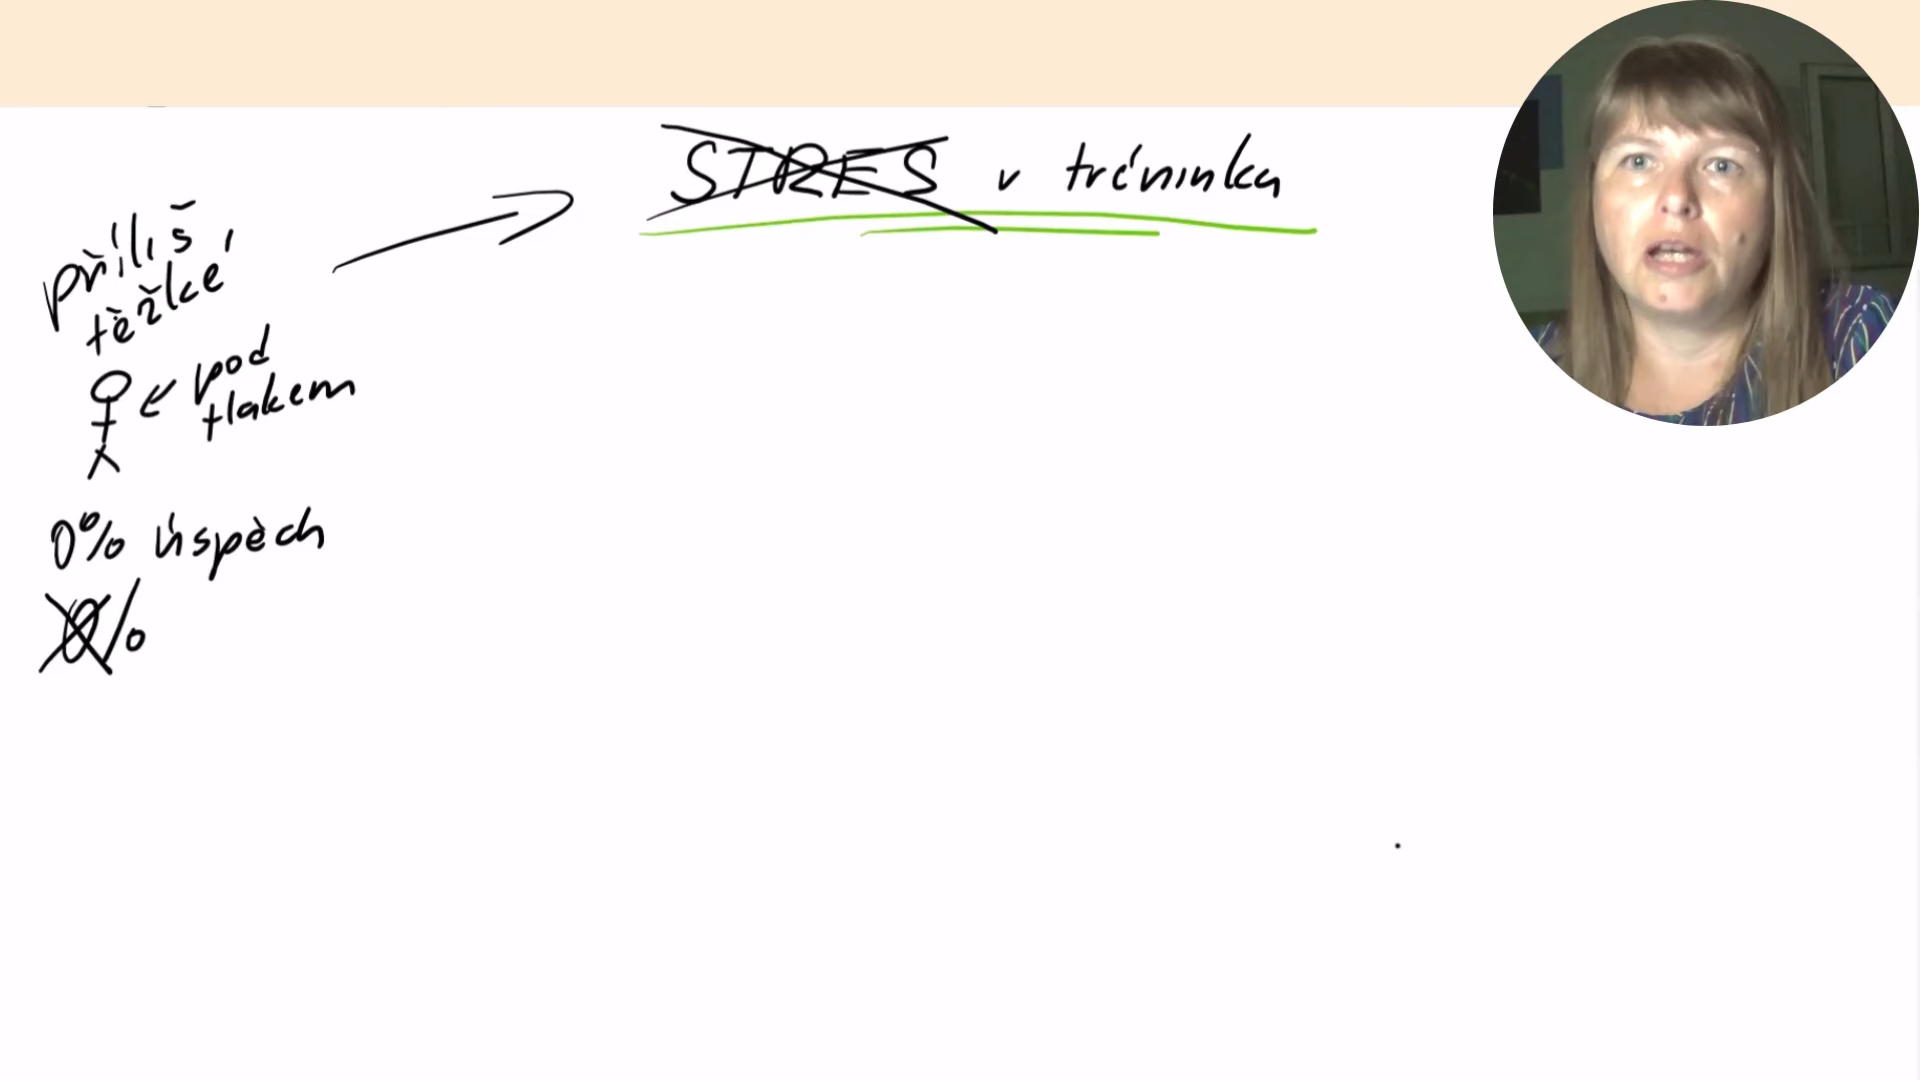 STRES v tréninku
příliš
těžké
pod
tlakem
0% úspěch
0%